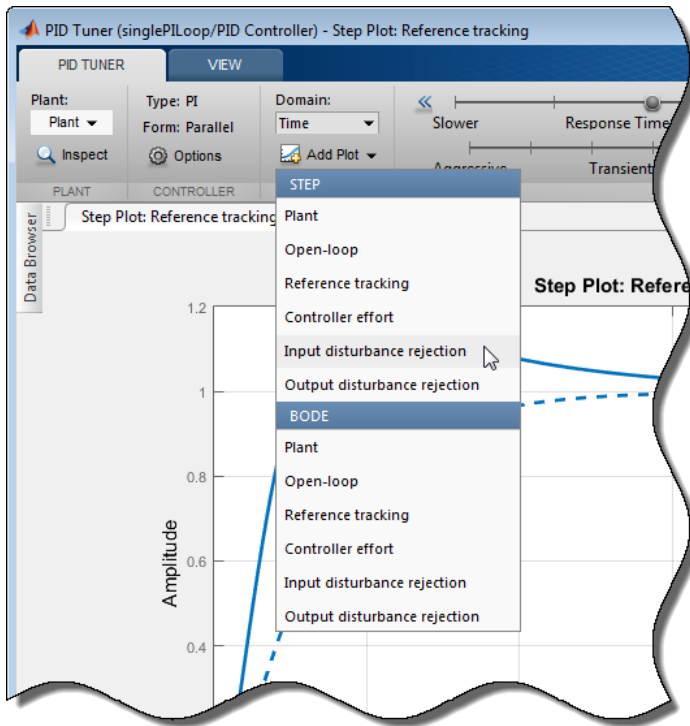 PID Tuner (singlePILoop/PID Controller) - Step Plot: Reference tracking
PID TUNER
VIEW
Plant:
Plant
Inspect
PLANT
Type: PI
Form: Parallel
Options
CONTROLLER
Domain:
Time
Add Plot
Slower
Response Time
Aggressive
Transient
Data Browser
Step Plot: Reference tracking
STEP
Plant
Open-loop
Reference tracking
Controller effort
Input disturbance rejection
Output disturbance rejection
BODE
Plant
Open-loop
Reference tracking
Controller effort
Input disturbance rejection
Output disturbance rejection
Step Plot: Refere
Amplitude
1.2
1
0.8
0.6
0.4